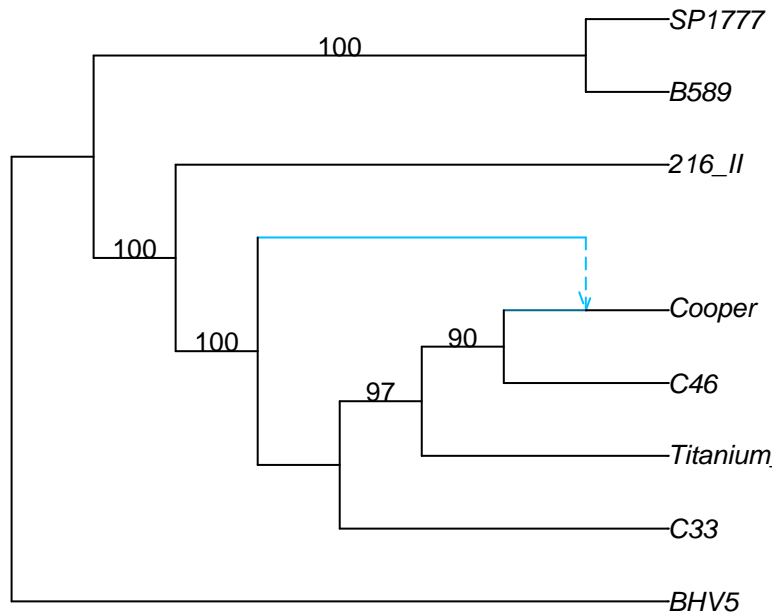 SP1777
100
B589
216_II
100
Cooper
100
90
C46
97
Titanium_
C33
BHV5